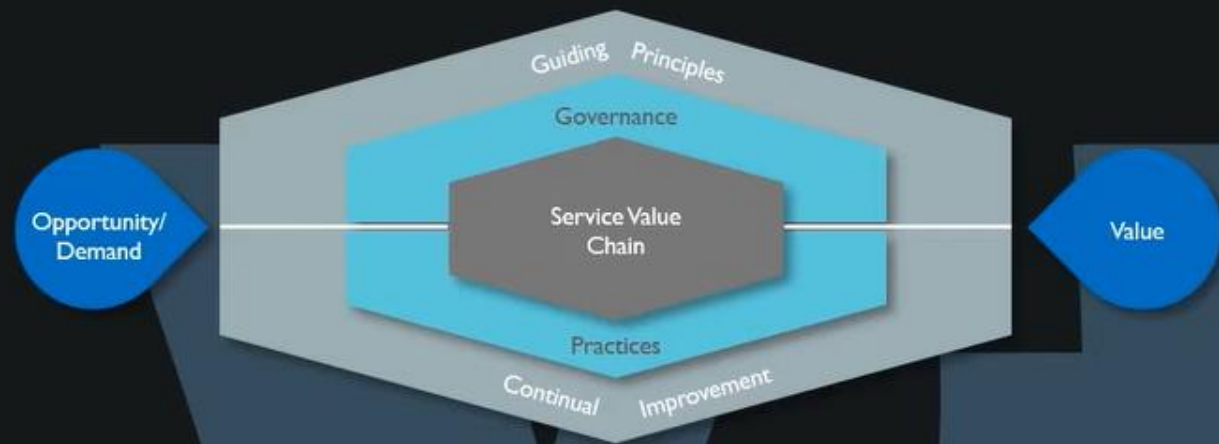 Guiding Principles
Governance
Opportunity/
Demand
Service Value
Chain
Value
Practices
Continual Improvement